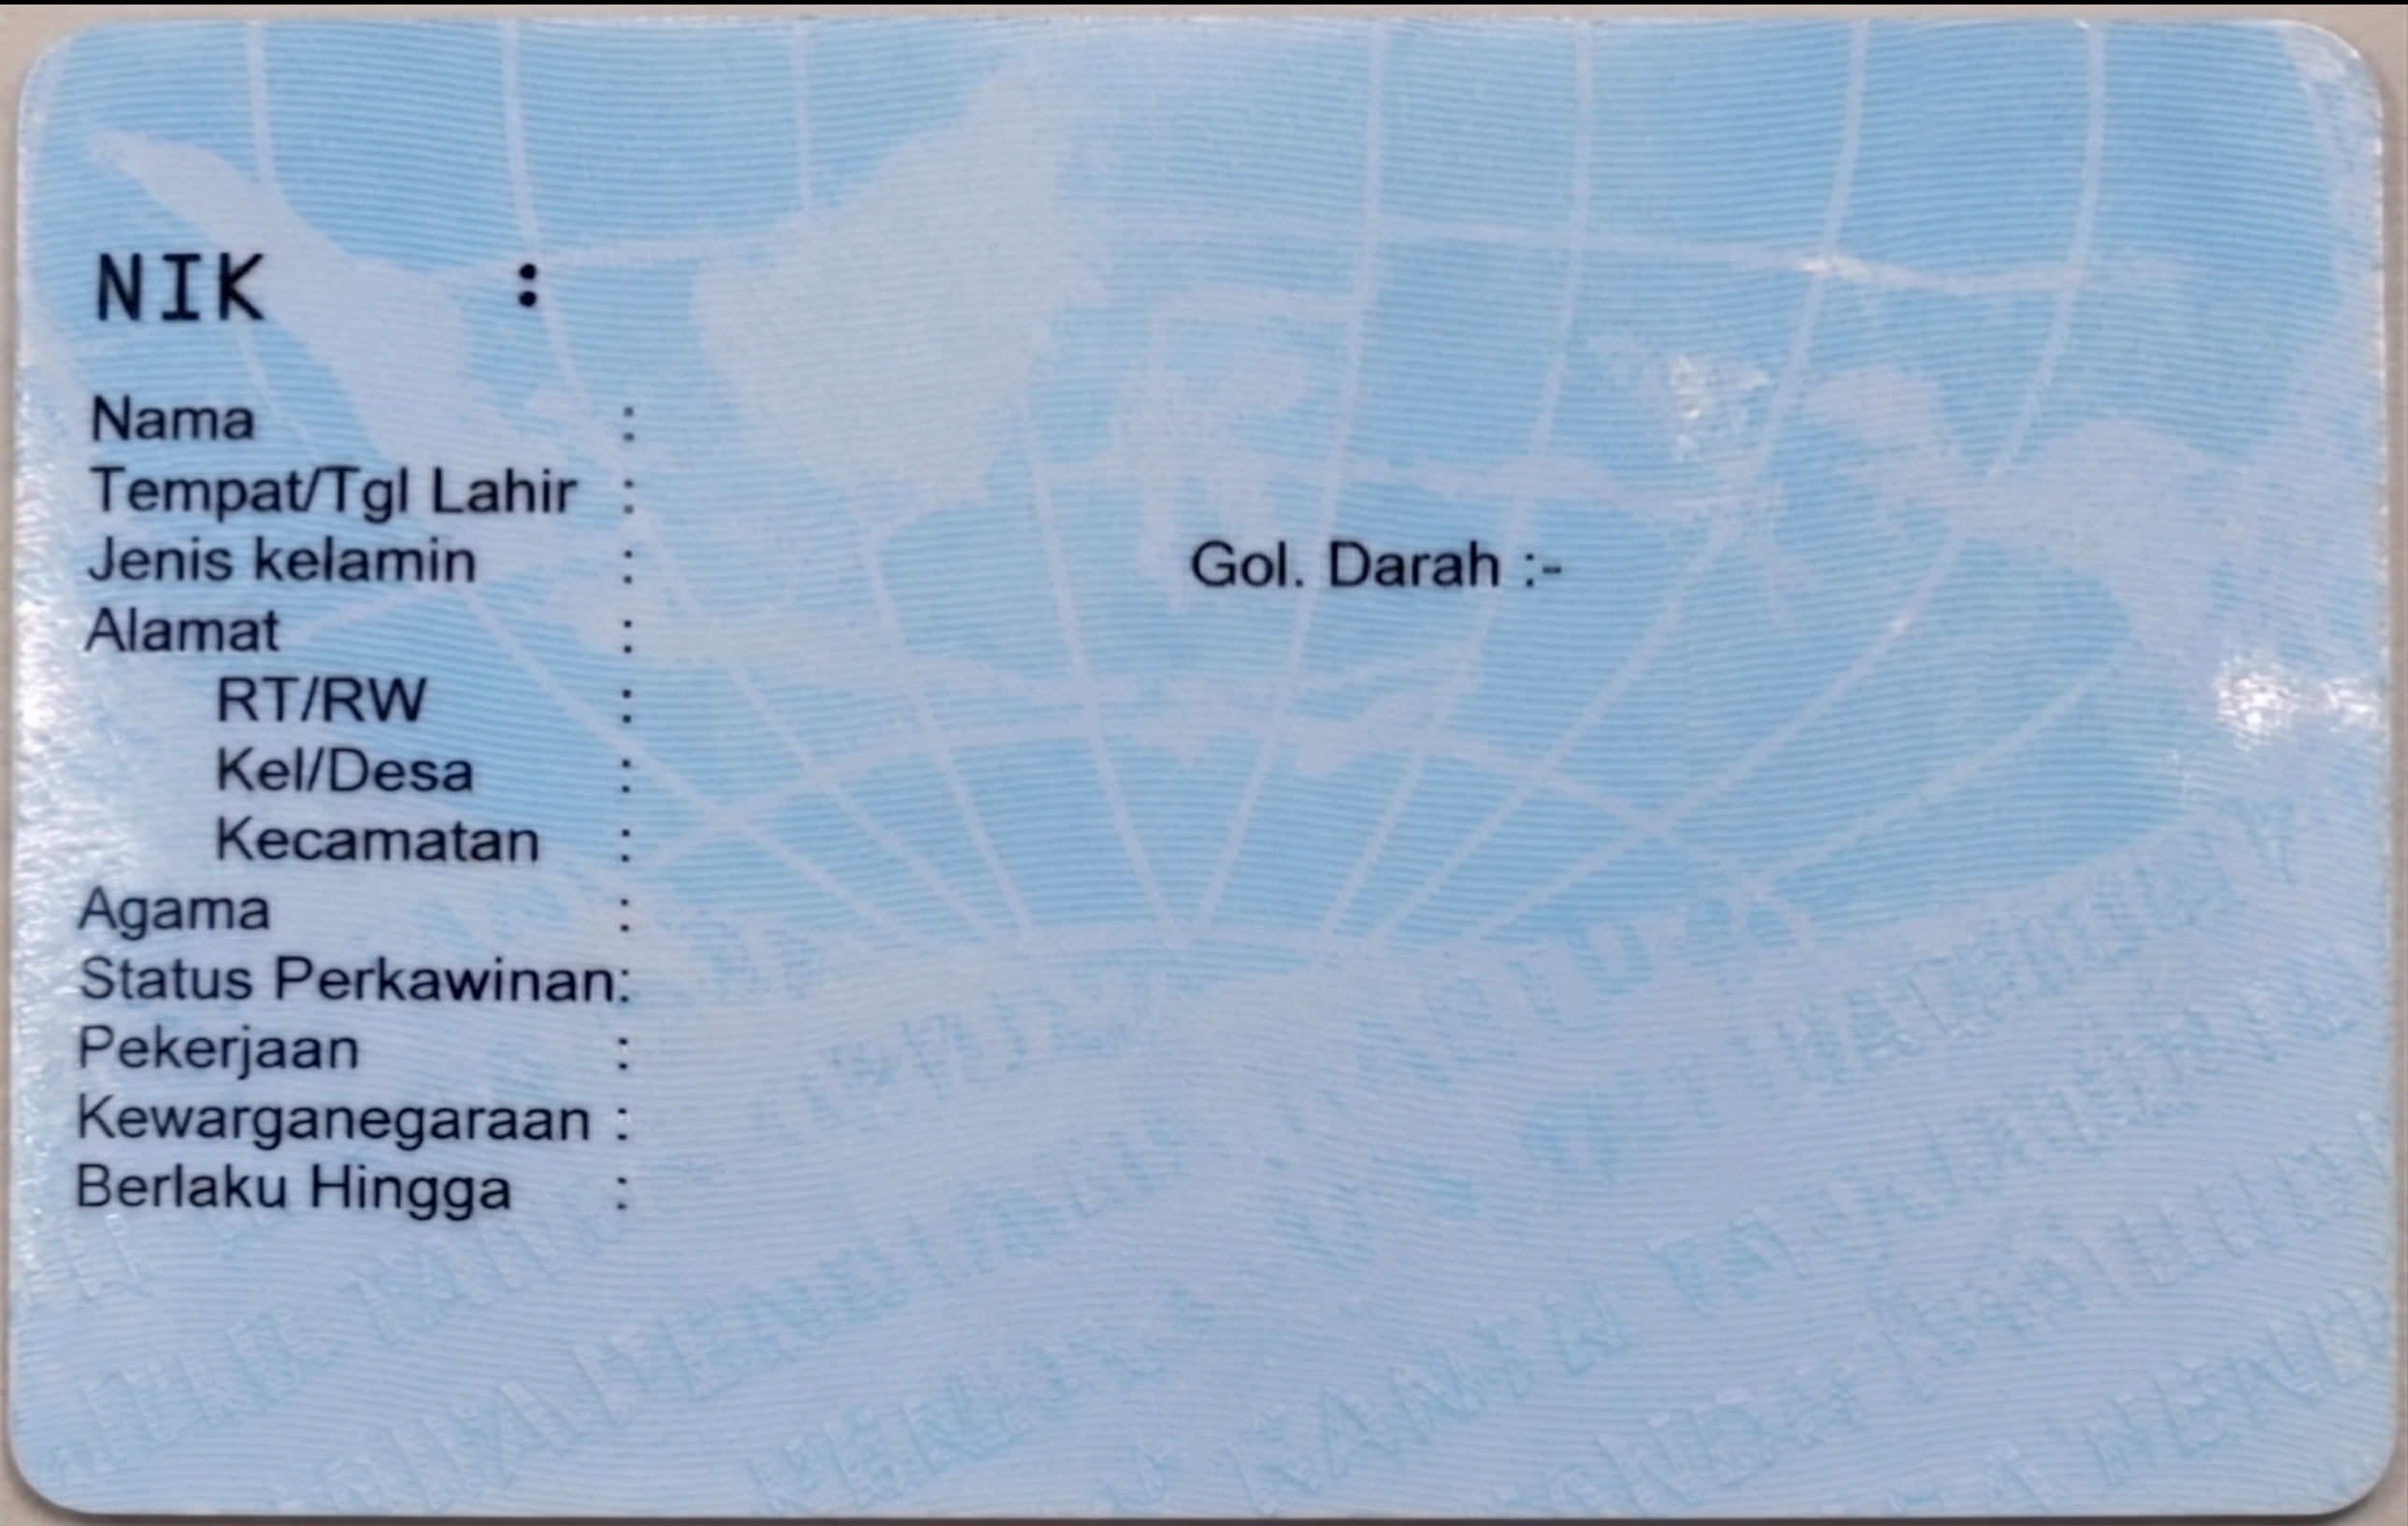 NIK :
Nama :
Tempat/Tgl Lahir :
Jenis kelamin : Gol. Darah :-
Alamat :
RT/RW :
Kel/Desa :
Kecamatan :
Agama :
Status Perkawinan:
Pekerjaan :
Kewarganegaraan :
Berlaku Hingga :